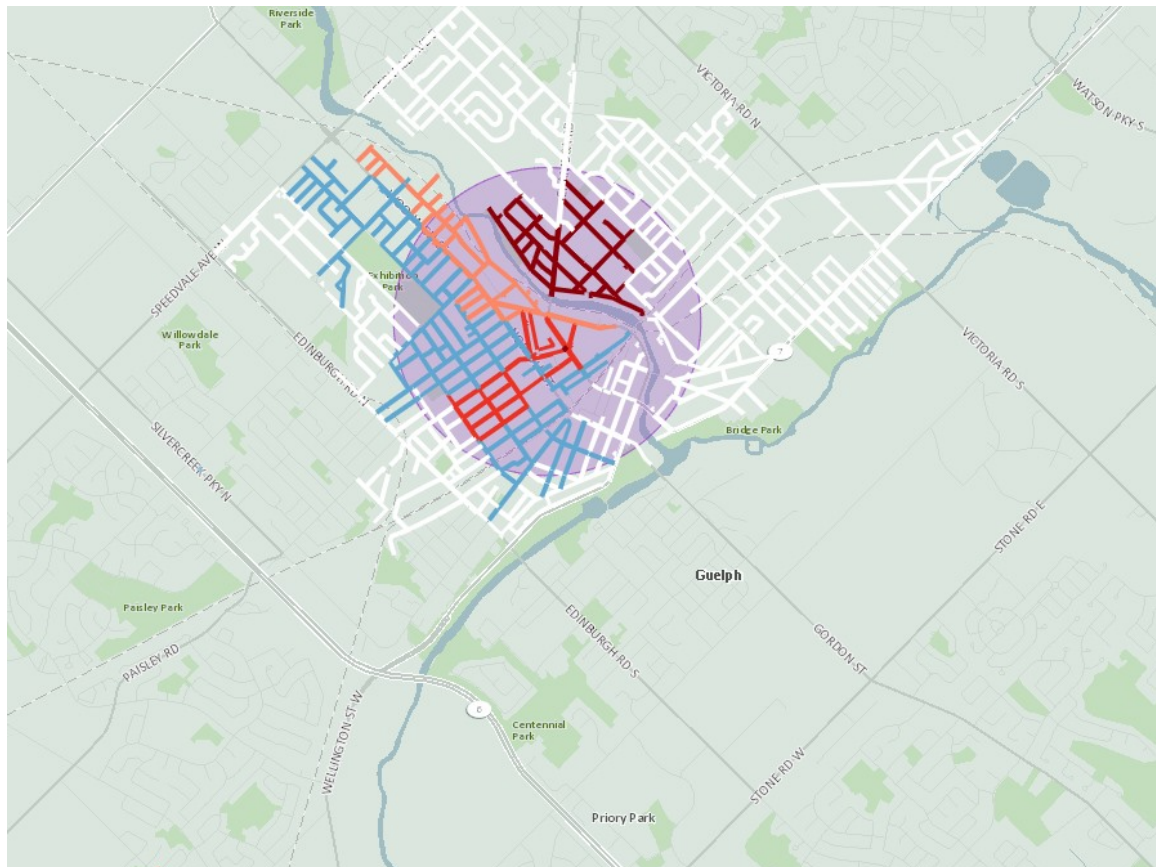 Riverside
Park
VICTORIA RD N
WATSON PKY S
SPEEDVALE AVE W
Exhibition
Park
Willowdale
Park
EDINBURGH RD N
7
VICTORIA RD S
SILVERCREEK PKY N
Bridge Park
STONE RD E
Guelph
Paisley Park
EDINBURGH RD S
PAISLEY RD
GORDON ST
WELLINGTON ST W
6
Centennial
Park
STONE RD W
Priory Park